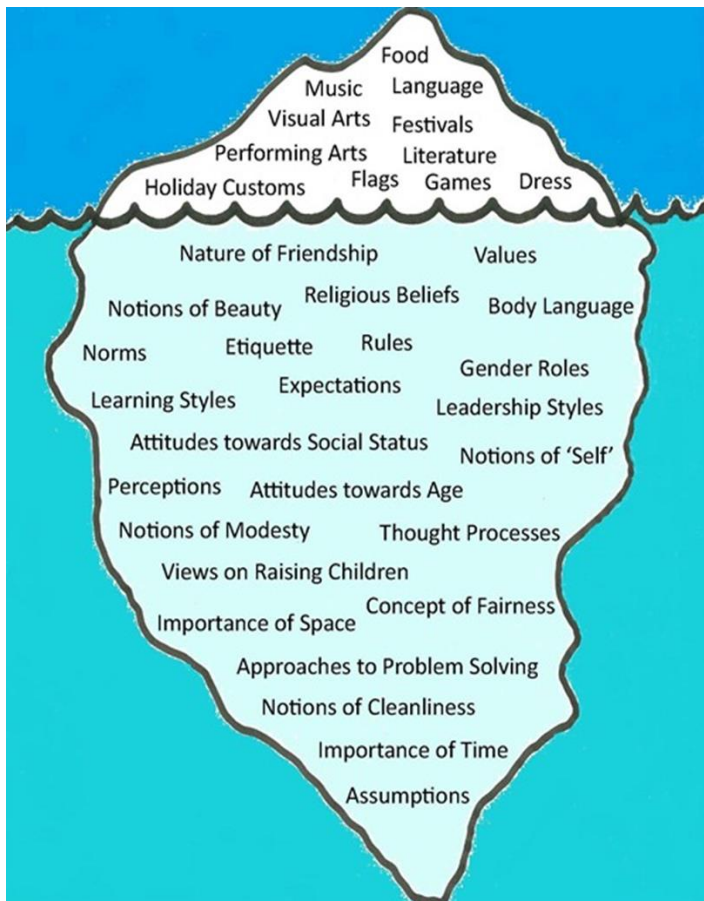 Food
Music Language
Visual Arts Festivals
Performing Arts Literature
Holiday Customs Flags Games Dress
Nature of Friendship Values
Notions of Beauty Religious Beliefs Body Language
Norms Etiquette Rules
Expectations Gender Roles
Learning Styles Leadership Styles
Attitudes towards Social Status Notions of ‘Self’
Perceptions Attitudes towards Age
Notions of Modesty Thought Processes
Views on Raising Children
Importance of Space Concept of Fairness
Approaches to Problem Solving
Notions of Cleanliness
Importance of Time
Assumptions